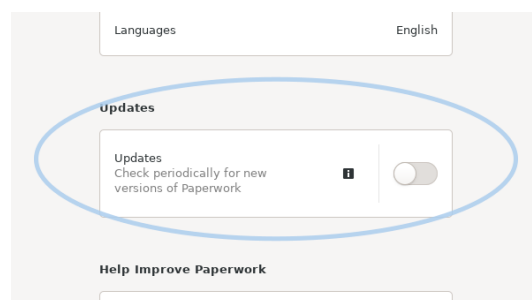 Languages English
Updates
Updates
Check periodically for new
versions of Paperwork
Help Improve Paperwork